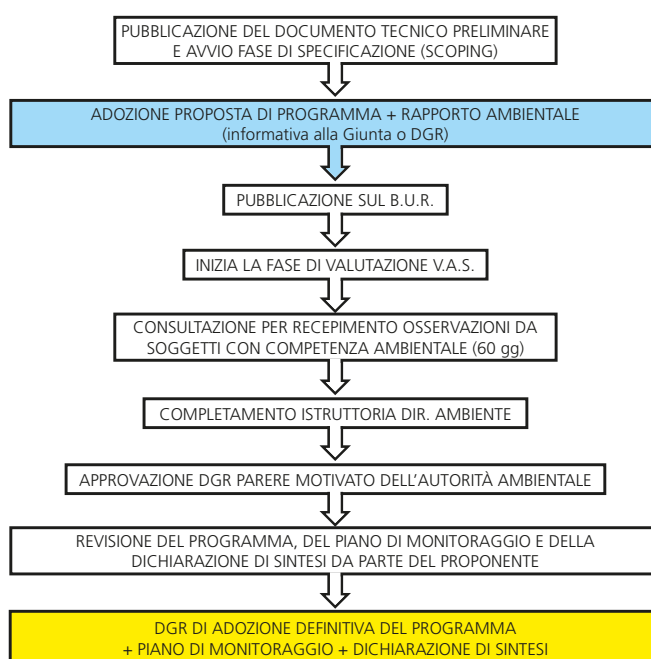 PUBBLICAZIONE DEL DOCUMENTO TECNICO PRELIMINARE
E AVVIO FASE DI SPECIFICAZIONE (SCOPING)
ADOZIONE PROPOSTA DI PROGRAMMA + RAPPORTO AMBIENTALE
(informativa alla Giunta o DGR)
PUBBLICAZIONE SUL B.U.R.
INIZIA LA FASE DI VALUTAZIONE V.A.S.
CONSULTAZIONE PER RECEPIMENTO OSSERVAZIONI DA
SOGGETTI CON COMPETENZA AMBIENTALE (60 gg)
COMPLETAMENTO ISTRUTTORIA DIR. AMBIENTE
APPROVAZIONE DGR PARERE MOTIVATO DELL'AUTORITÀ AMBIENTALE
REVISIONE DEL PROGRAMMA, DEL PIANO DI MONITORAGGIO E DELLA
DICHIARAZIONE DI SINTESI DA PARTE DEL PROPONENTE
DGR DI ADOZIONE DEFINITIVA DEL PROGRAMMA
+ PIANO DI MONITORAGGIO + DICHIARAZIONE DI SINTESI